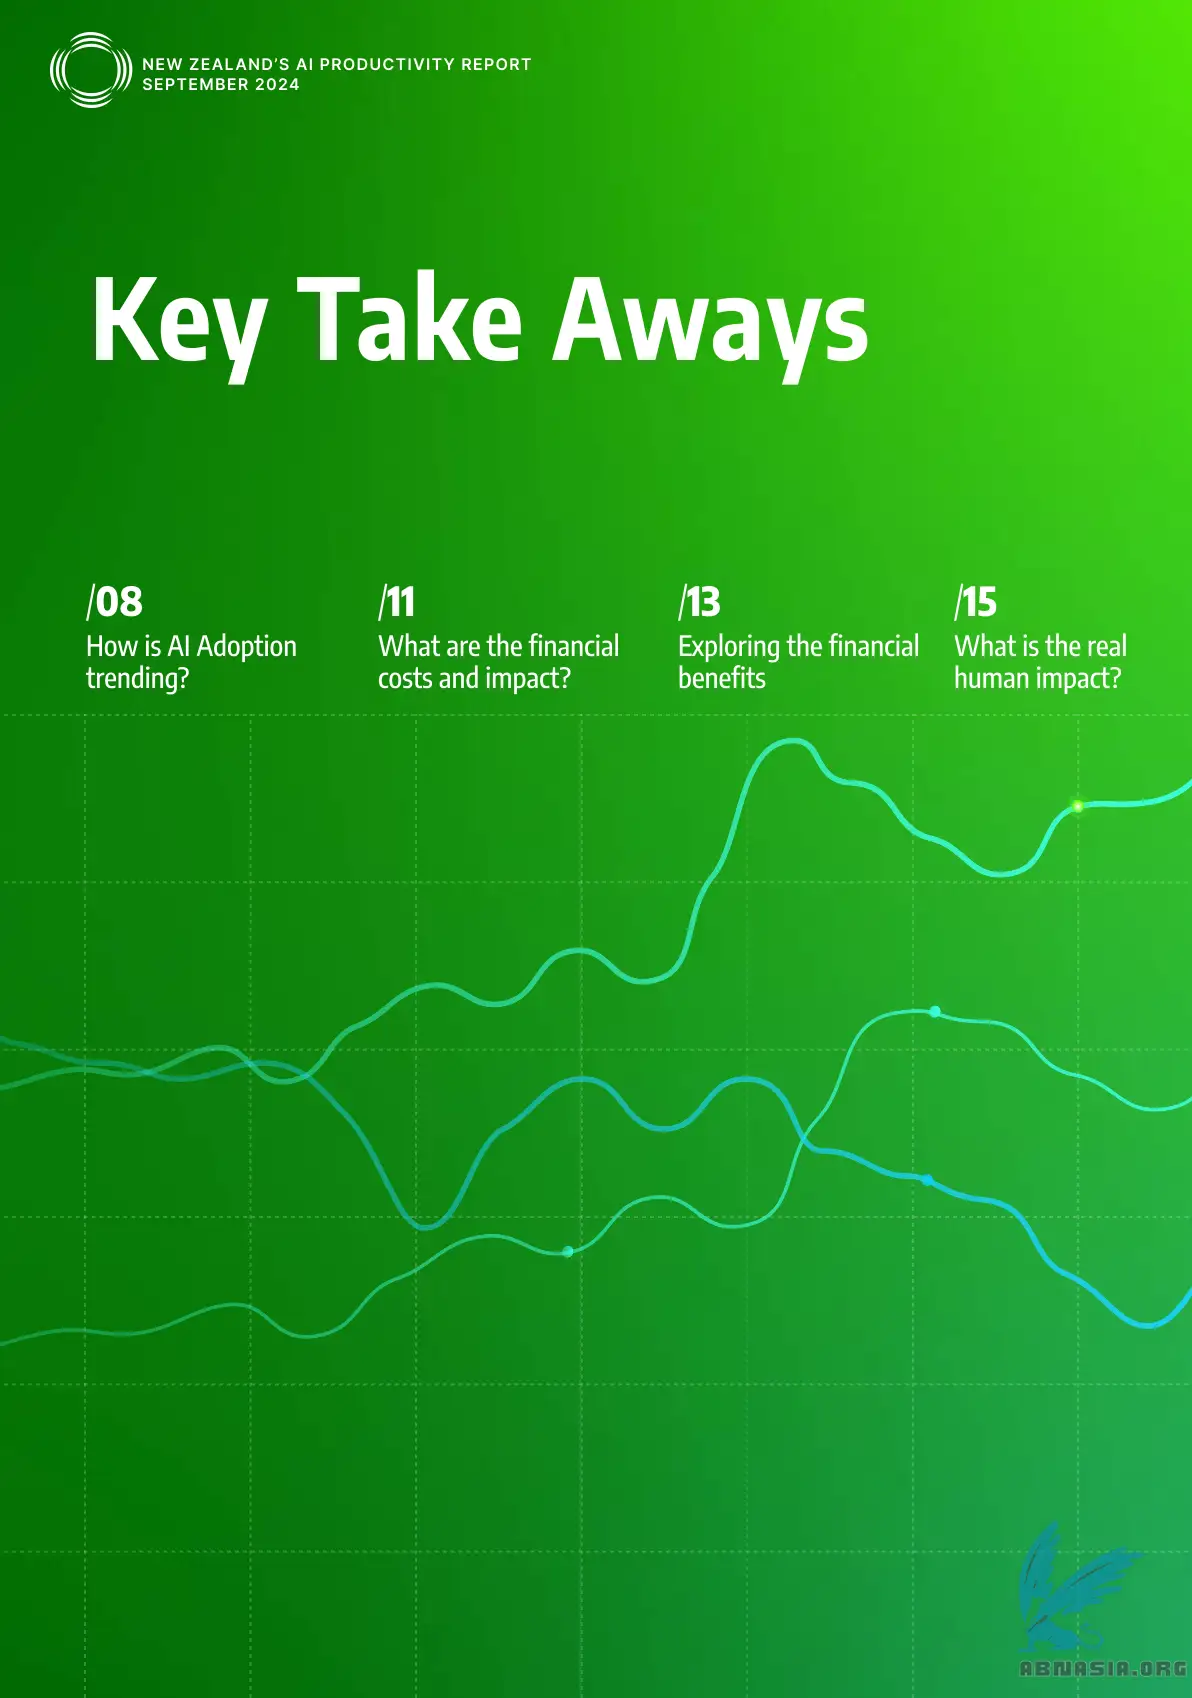 NEW ZEALAND'S AI PRODUCTIVITY REPORT
SEPTEMBER 2024
Key Take Aways
/08
How is AI Adoption
trending?
/11
What are the financial
costs and impact?
/13
Exploring the financial
benefits
/15
What is the real
human impact?
ABNASIA.ORG